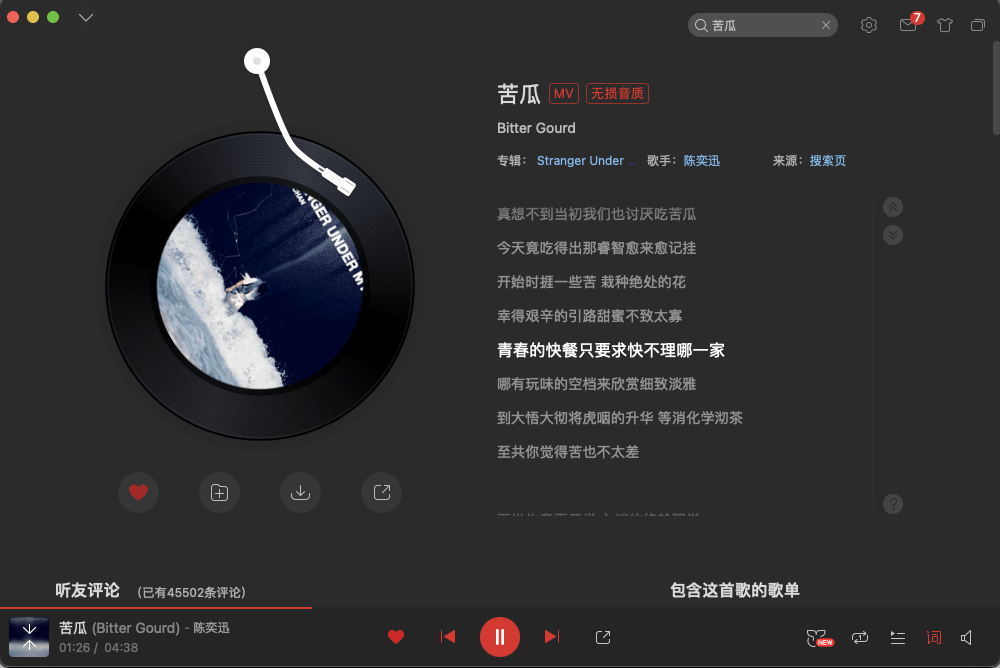 苦瓜
7
苦瓜 MV 无损音质
Bitter Gourd
专辑： Stranger Under ... 歌手： 陈奕迅 来源： 搜索页
NGER UNDER M
HAN
真想不到当初我们也讨厌吃苦瓜
今天竟吃得出那睿智愈来愈记挂
开始时捱一些苦 栽种绝处的花
幸得艰辛的引路甜蜜不致太寡
青春的快餐只要求快不理哪一家
哪有玩味的空档来欣赏细致淡雅
到大悟大彻将虎咽的升华 等消化学沏茶
至共你觉得苦也不太差
听友评论 (已有45502条评论)
包含这首歌的歌单
苦瓜 (Bitter Gourd) - 陈奕迅
01:26 / 04:38
NEW
词